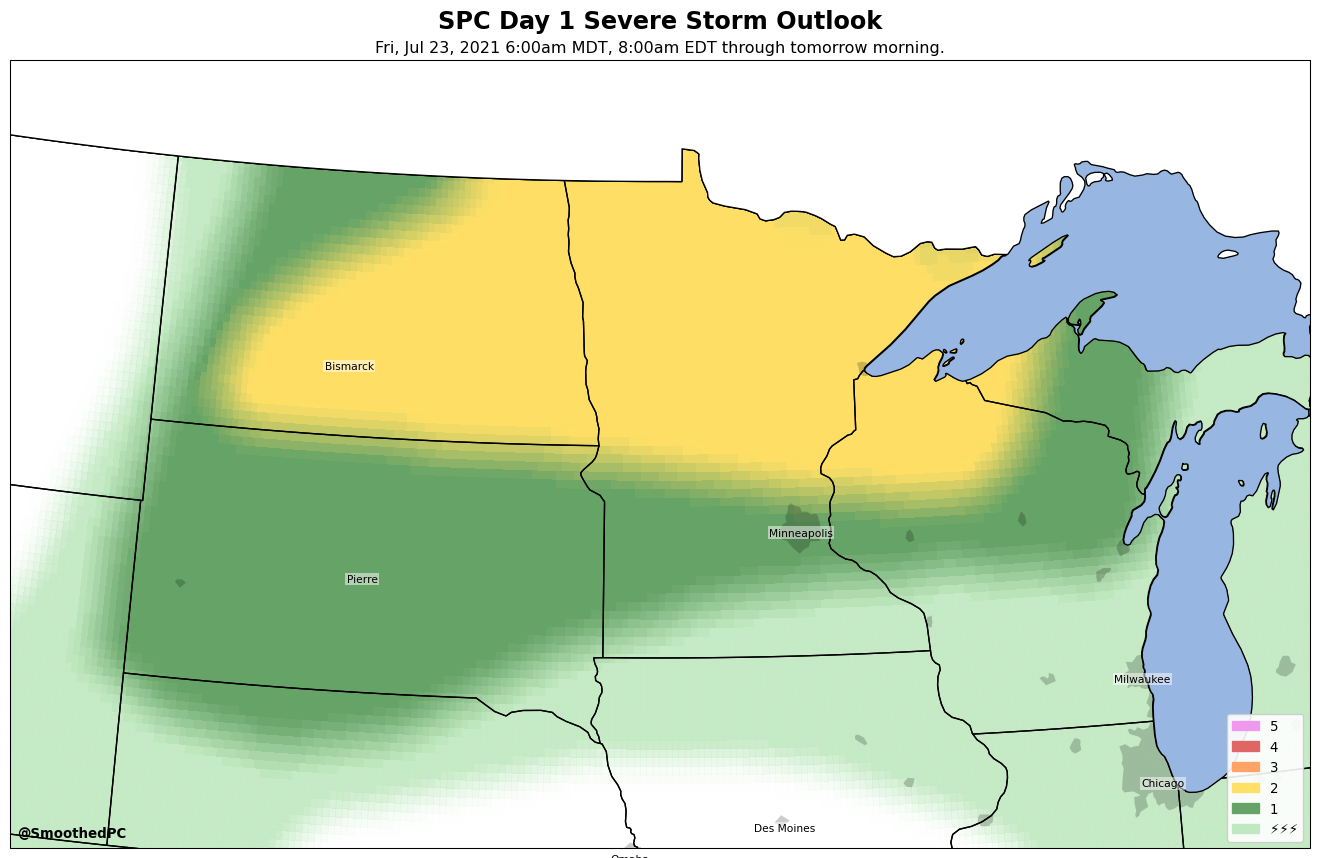 SPC Day 1 Severe Storm Outlook
Fri, Jul 23, 2021 6:00am MDT, 8:00am EDT through tomorrow morning.
Bismarck
Minneapolis
Pierre
Milwaukee
5
4
3
2
1
⚡⚡⚡
Chicago
Des Moines
@SmoothedPC
Omaha